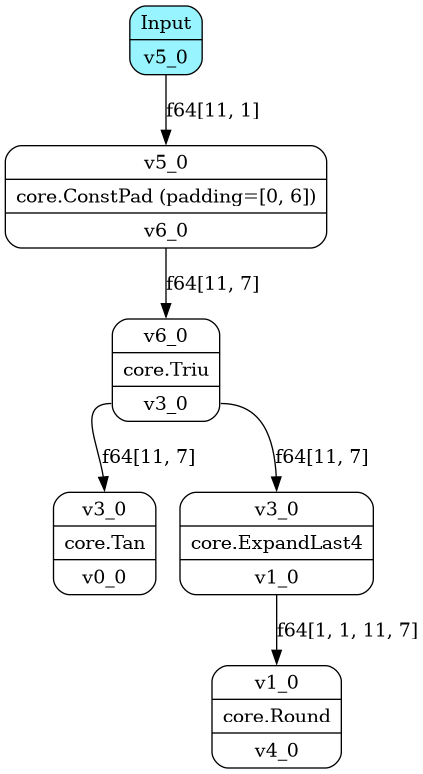 Input
v5_0
f64[11, 1]
v5_0
core.ConstPad (padding=[0, 6])
v6_0
f64[11, 7]
v6_0
core.Triu
v3_0
f64[11, 7]
f64[11, 7]
v3_0
core.Tan
v0_0
v3_0
core.ExpandLast4
v1_0
f64[1, 1, 11, 7]
v1_0
core.Round
v4_0